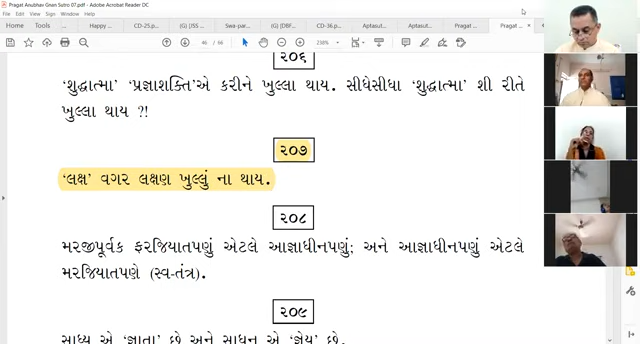 Pragat Anubhav Gnan Sutro 07.pdf - Adobe Acrobat Reader DC
File Edit View Sign Window Help
Happy ... CD-25.p... (G) [JSS]... Swa-par... (G) [DBF... CD-36.p... Aptasut... Aptasut... Pragat ... Pragat ...
46 / 66 238%
૨૦૬
‘શુદ્ધાત્મા’ ‘પ્રજ્ઞાશક્તિ’એ કરીને ખુલ્લા થાય. સીધેસીધા ‘શુદ્ધાત્મા’ શી રીતે
ખુલ્લા થાય ?!
૨૦૭
‘લક્ષ’ વગર લક્ષણ ખુલ્લું ના થાય.
૨૦૮
મરજીપૂર્વક ફરજિયાતપણું એટલે આજ્ઞાધીનપણું; અને આજ્ઞાધીનપણું એટલે
મરજિયાતપણે (સ્વ-તંત્ર).
૨૦૯
સાધ્ય એ ‘જ્ઞાતા’ છે અને સાધન એ ‘જ્ઞેય’ છે.